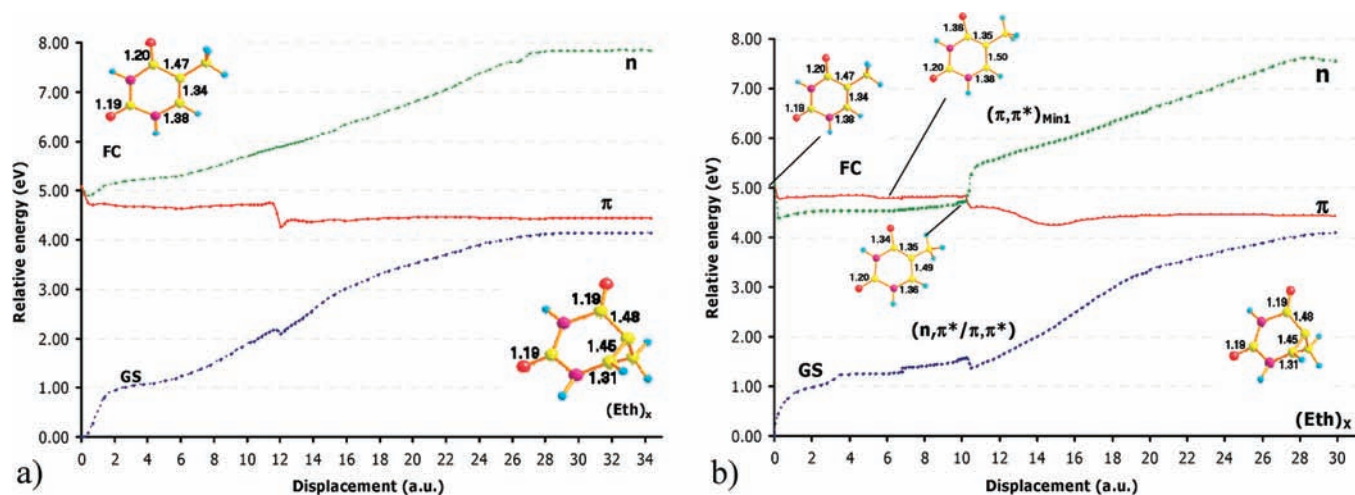 8.00
7.00
6.00
5.00
4.00
3.00
2.00
1.00
0.00
Relative energy (eV)
1.20
1.47
1.34
1.19
1.38
FC
n
π
GS
1.19
1.48
1.19
1.45
1.31
(Eth)x
0 2 4 6 8 10 12 14 16 18 20 22 24 26 28 30 32 34
Displacement (a.u.)
a)
8.00
7.00
6.00
5.00
4.00
3.00
2.00
1.00
0.00
Relative energy (eV)
1.20
1.47
1.34
1.19
1.38
1.36
1.35
1.50
1.20
1.38
(π,π*)Min1
FC
n
π
1.34
1.35
1.49
1.20
1.36
(n,π*/π,π*)
GS
1.19
1.48
1.45
1.19
1.31
(Eth)x
0 2 4 6 8 10 12 14 16 18 20 22 24 26 28 30
Displacement (a.u.)
b)